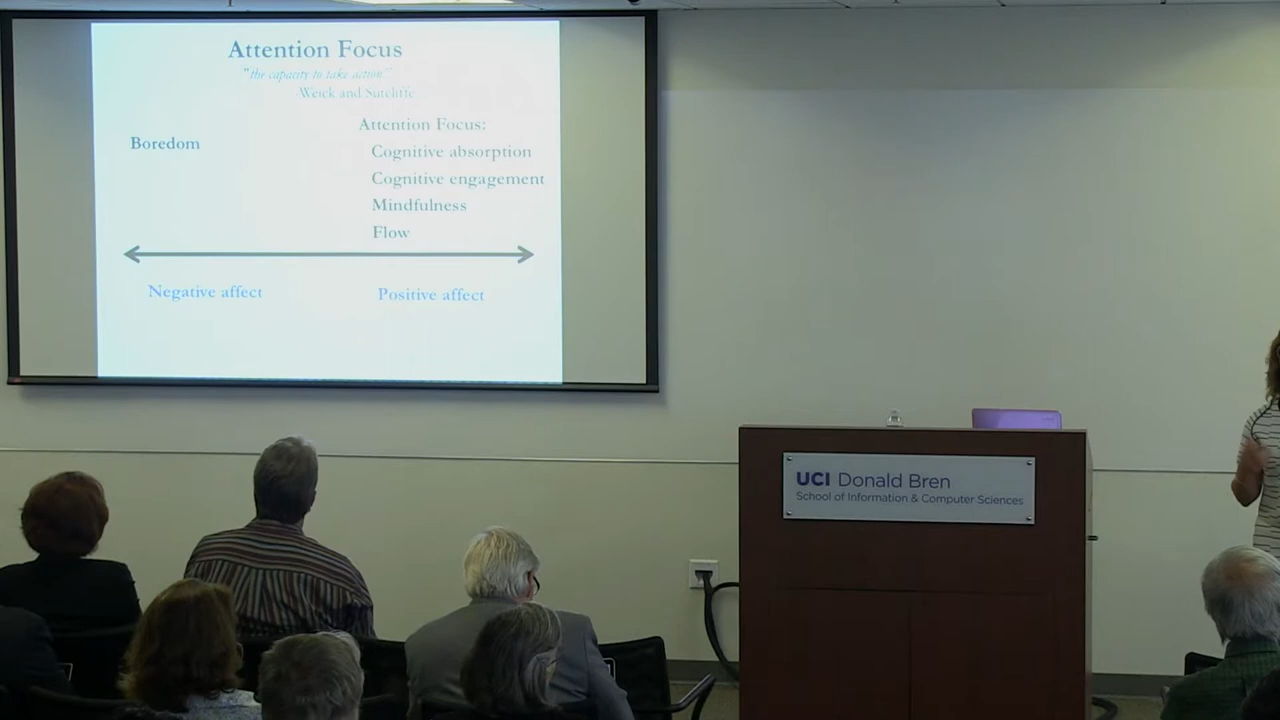 Attention Focus
"the capacity to take action"
-Weick and Sutcliffe
Attention Focus:
Boredom
Cognitive absorption
Cognitive engagement
Mindfulness
Flow
Negative affect
Positive affect
UCI Donald Bren
School of Information & Computer Sciences